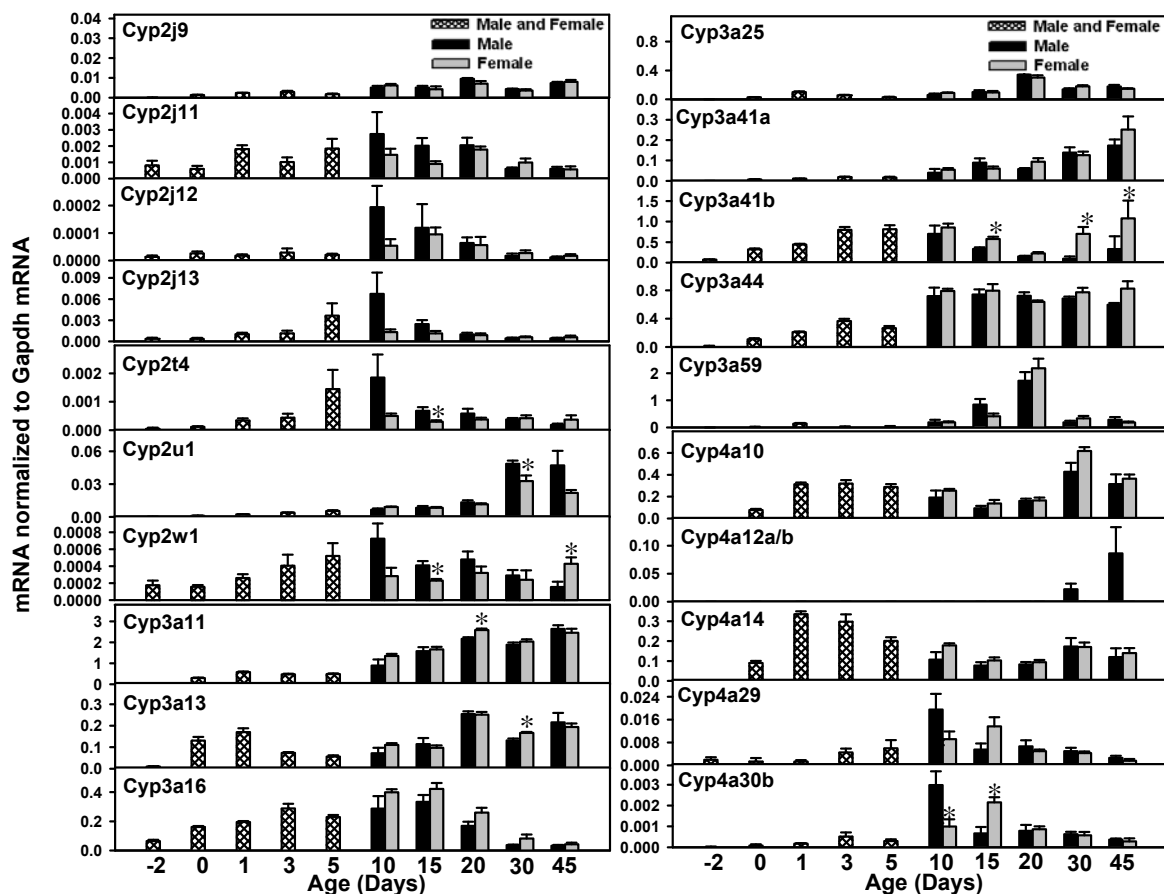 mRNA normalized to Gapdh mRNA
Cyp2j9
Male and Female
Male
Female
0.04
0.03
0.02
0.01
0.00
Cyp2j11
0.004
0.003
0.002
0.001
0.000
Cyp2j12
0.0002
0.0001
0.0000
Cyp2j13
0.009
0.006
0.003
0.000
Cyp2t4
0.002
0.001
0.000
*
Cyp2u1
0.06
0.03
0.00
*
Cyp2w1
0.0008
0.0006
0.0004
0.0002
0.0000
* *
Cyp3a11
3
2
1
0
*
Cyp3a13
0.3
0.2
0.1
0.0
*
Cyp3a16
0.4
0.2
0.0
-2 0 1 3 5 10 15 20 30 45
Age (Days)
Cyp3a25
Male and Female
Male
Female
0.8
0.4
0.0
Cyp3a41a
0.3
0.2
0.1
0.0
Cyp3a41b
1.5
1.0
0.5
0.0
* * *
Cyp3a44
0.8
0.4
0.0
Cyp3a59
2
1
0
Cyp4a10
0.6
0.4
0.2
0.0
Cyp4a12a/b
0.10
0.05
0.00
Cyp4a14
0.4
0.3
0.2
0.1
0.0
Cyp4a29
0.024
0.016
0.008
0.000
Cyp4a30b
0.003
0.002
0.001
0.000
* *
-2 0 1 3 5 10 15 20 30 45
Age (Days)